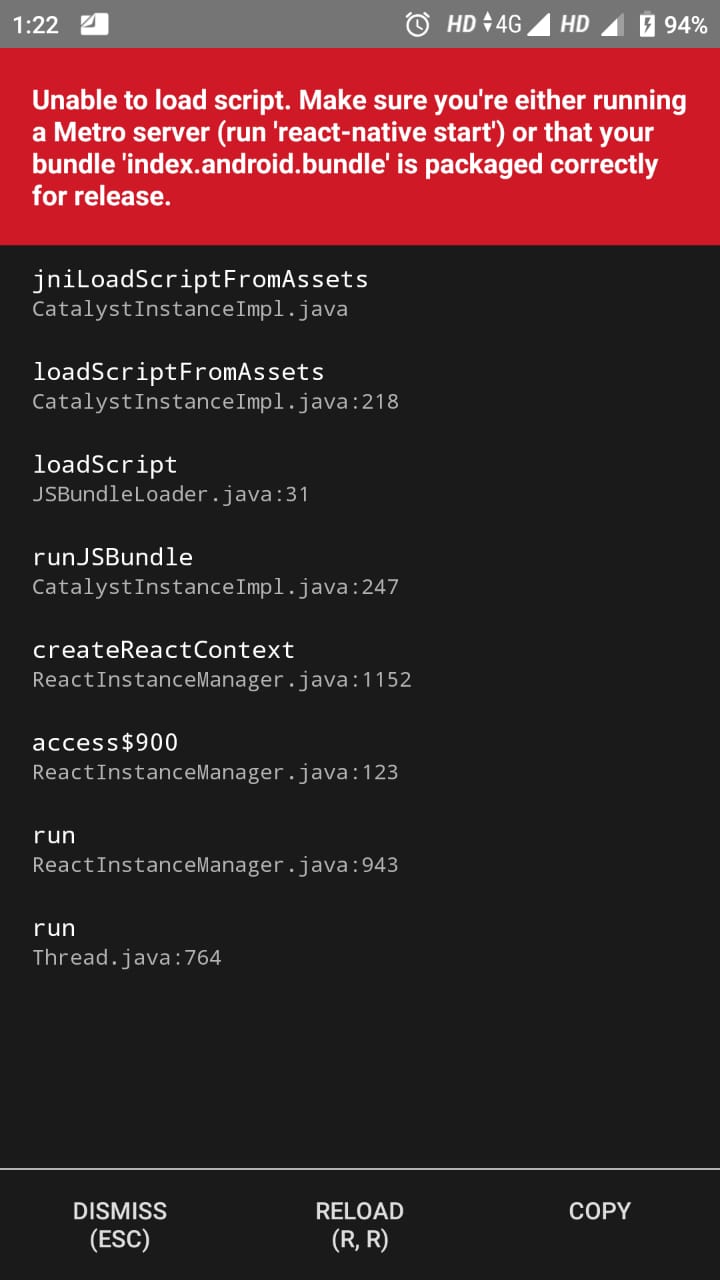 1:22 HD 4G HD 94%
Unable to load script. Make sure you're either running
a Metro server (run 'react-native start') or that your
bundle 'index.android.bundle' is packaged correctly
for release.
jniLoadScriptFromAssets
CatalystInstanceImpl.java
loadScriptFromAssets
CatalystInstanceImpl.java:218
loadScript
JSBundleLoader.java:31
runJSBundle
CatalystInstanceImpl.java:247
createReactContext
ReactInstanceManager.java:1152
access$900
ReactInstanceManager.java:123
run
ReactInstanceManager.java:943
run
Thread.java:764
DISMISS RELOAD COPY
(ESC) (R, R)